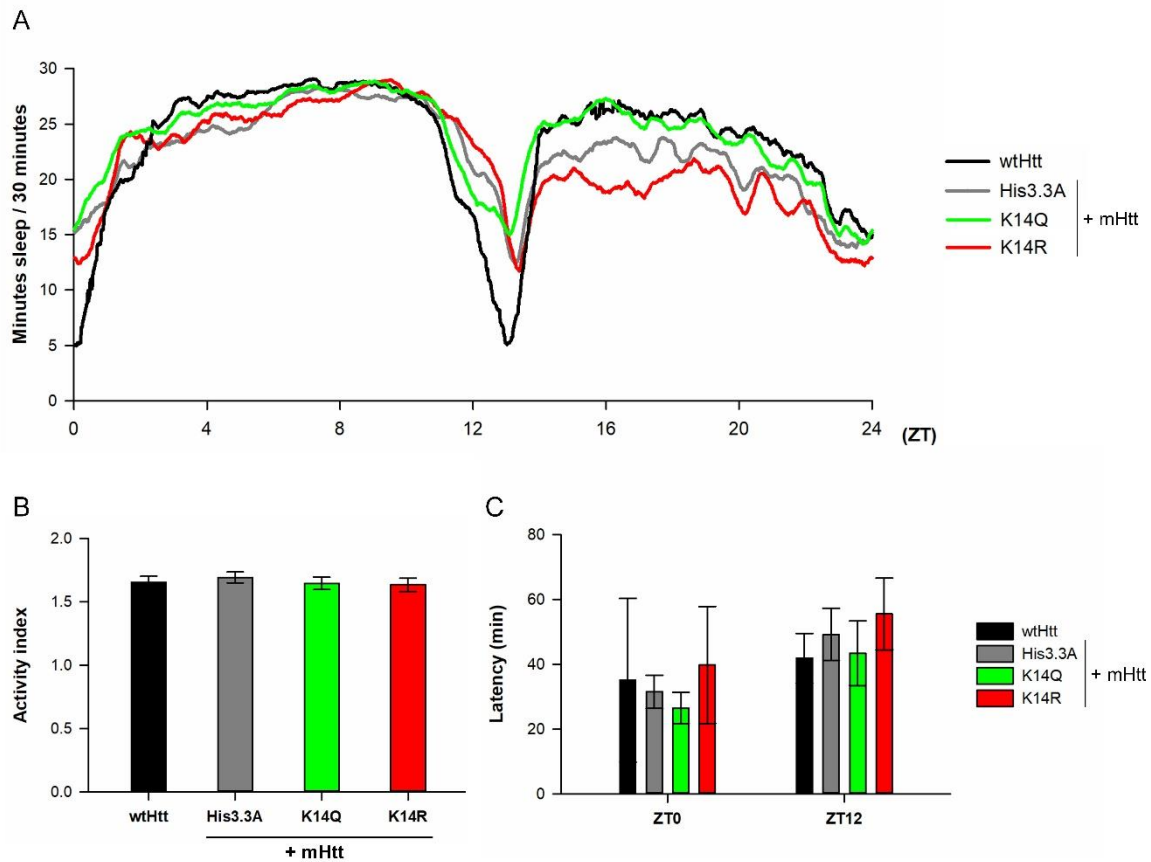 A
Minutes sleep / 30 minutes
30
25
20
15
10
5
0
0 4 8 12 16 20 24 (ZT)
wtHtt
His3.3A
K14Q
K14R
+ mHtt
B
Activity index
2.0
1.5
1.0
0.5
0.0
wtHtt His3.3A K14Q K14R
+ mHtt
C
Latency (min)
80
60
40
20
0
ZT0 ZT12
wtHtt
His3.3A
K14Q
K14R
+ mHtt